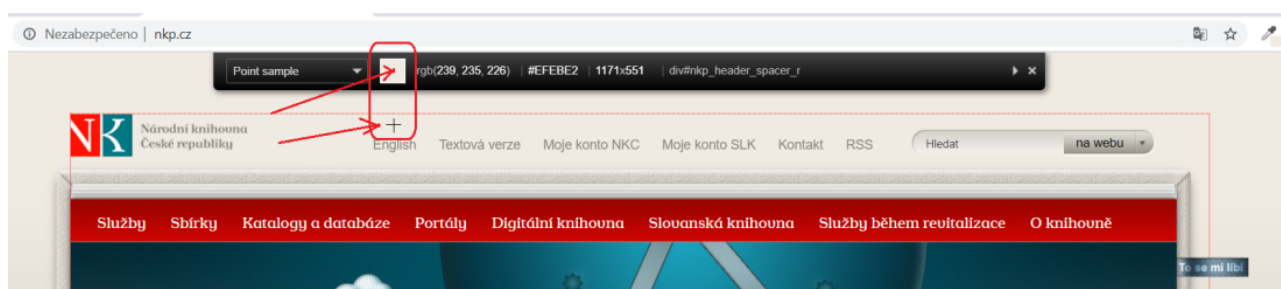 Nezabezpečeno | nkp.cz
Point sample rgb(239, 235, 226) | #EFEBE2 | 1171x551 | div#nkp_header_spacer_r
NK Národní knihovna
České republiky
English Textová verze Moje konto NKC Moje konto SLK Kontakt RSS Hledat na webu
Služby Sbírky Katalogy a databáze Portály Digitální knihovna Slovanská knihovna Služby během revitalizace O knihovně
To se mi líbí